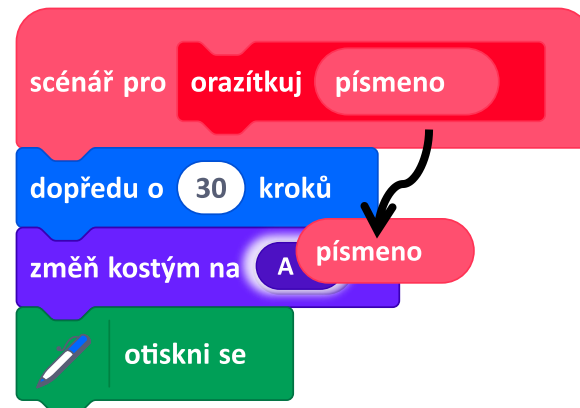 scénář pro orazítkuj písmeno
dopředu o 30 kroků
změň kostým na A písmeno
otiskni se